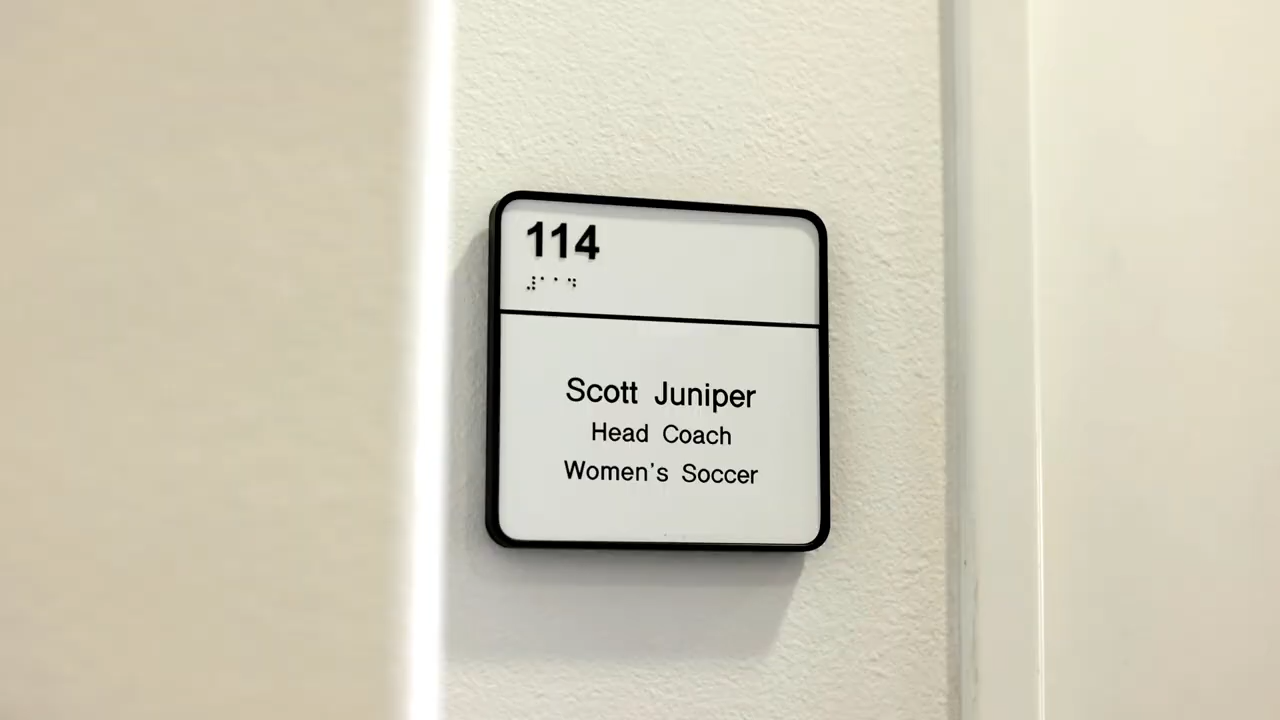 114
⠼⠁⠁⠙
Scott Juniper
Head Coach
Women's Soccer